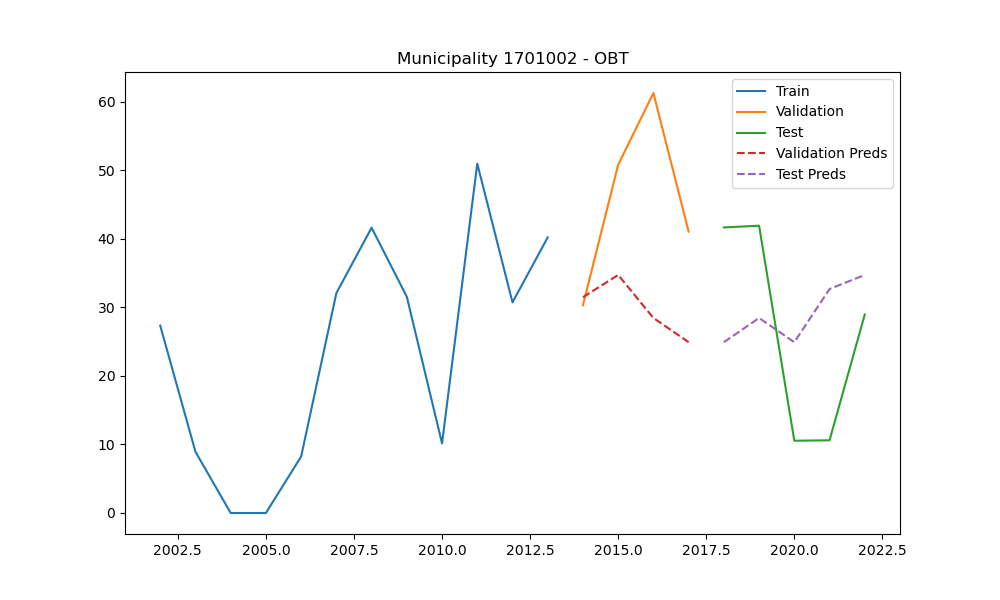 Municipality 1701002 - OBT
Train
Validation
Test
Validation Preds
Test Preds
60
50
40
30
20
10
0
2002.5 2005.0 2007.5 2010.0 2012.5 2015.0 2017.5 2020.0 2022.5